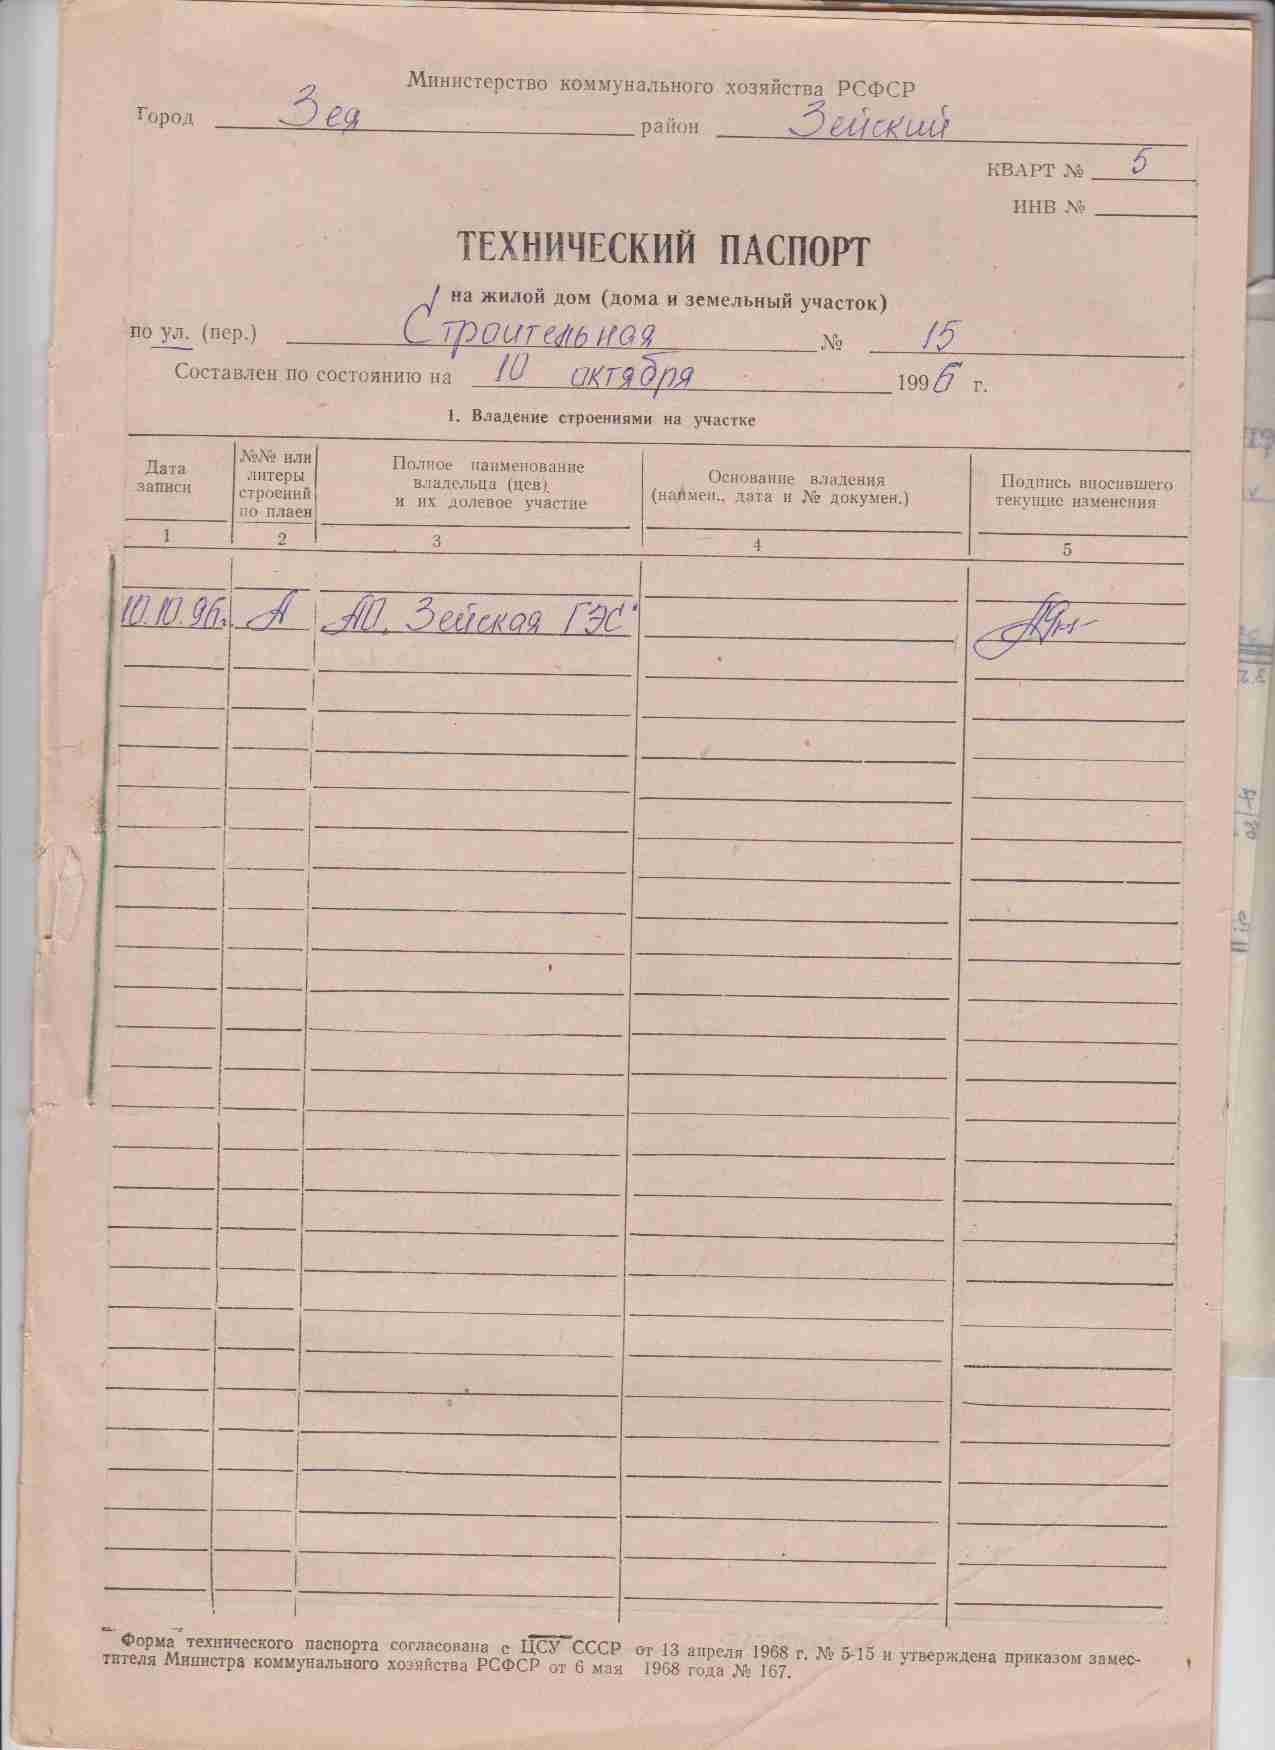 Министерство коммунального хозяйства РСФСР
Город Зея район Зейский
КВАРТ № 5
ИНВ №
ТЕХНИЧЕСКИЙ ПАСПОРТ
на жилой дом (дома и земельный участок)
по ул. (пер.) Строительная № 15
Составлен по состоянию на 10 октября 1996 г.
1. Владение строениями на участке
Дата записи
№№ или литеры строений по плаен
Полное наименование владельца (цев) и их долевое участие
Основание владения (наймен., дата и № докумен.)
Подпись вносившего текущие изменения
1 2 3 4 5
10.10.96г. А АО. Зейская ГЭС
Форма технического паспорта согласована с ЦСУ СССР от 13 апреля 1968 г. № 5-15 и утверждена приказом замес-
тителя Министра коммунального хозяйства РСФСР от 6 мая 1968 года № 167.